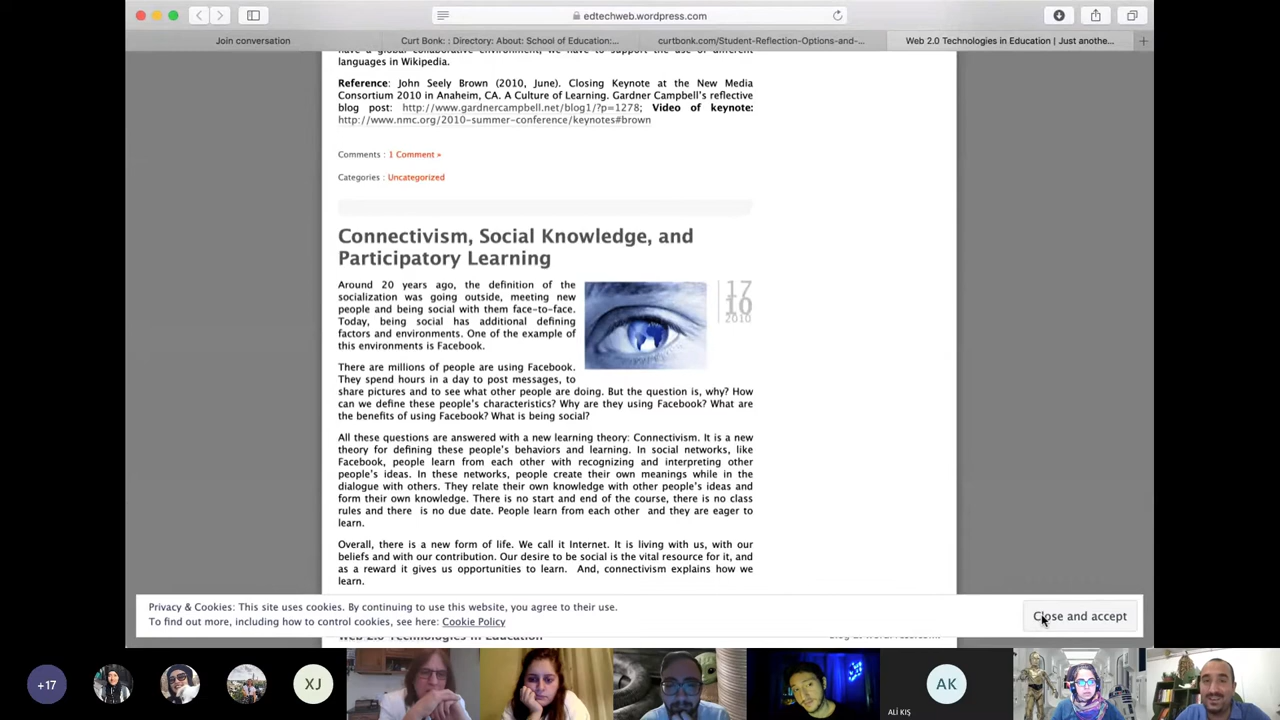 edtechweb.wordpress.com
Join conversation
Curt Bonk: : Directory: About: School of Education:...
curtbonk.com/Student-Reflection-Options-and-...
Web 2.0 Technologies in Education | Just anothe...
have a global collaborative environment, we have to support the use of different
languages in Wikipedia.
Reference: John Seely Brown (2010, June). Closing Keynote at the New Media
Consortium 2010 in Anaheim, CA. A Culture of Learning. Gardner Campbell's reflective
blog post: http://www.gardnercampbell.net/blog1/?p=1278; Video of keynote:
http://www.nmc.org/2010-summer-conference/keynotes#brown
Comments : 1 Comment »
Categories : Uncategorized
Connectivism, Social Knowledge, and
Participatory Learning
17
10
2010
Around 20 years ago, the definition of the
socialization was going outside, meeting new
people and being social with them face-to-face.
Today, being social has additional defining
factors and environments. One of the example of
this environments is Facebook.
There are millions of people are using Facebook.
They spend hours in a day to post messages, to
share pictures and to see what other people are doing. But the question is, why? How
can we define these people's characteristics? Why are they using Facebook? What are
the benefits of using Facebook? What is being social?
All these questions are answered with a new learning theory: Connectivism. It is a new
theory for defining these people's behaviors and learning. In social networks, like
Facebook, people learn from each other with recognizing and interpreting other
people's ideas. In these networks, people create their own meanings while in the
dialogue with others. They relate their own knowledge with other people's ideas and
form their own knowledge. There is no start and end of the course, there is no class
rules and there is no due date. People learn from each other and they are eager to
learn.
Overall, there is a new form of life. We call it Internet. It is living with us, with our
beliefs and with our contribution. Our desire to be social is the vital resource for it, and
as a reward it gives us opportunities to learn. And, connectivism explains how we
learn.
Privacy & Cookies: This site uses cookies. By continuing to use this website, you agree to their use.
To find out more, including how to control cookies, see here: Cookie Policy
Close and accept
Web 2.0 Technologies in Education
Blog at WordPress.com.
+17
XJ
AK
ALİ KIŞ